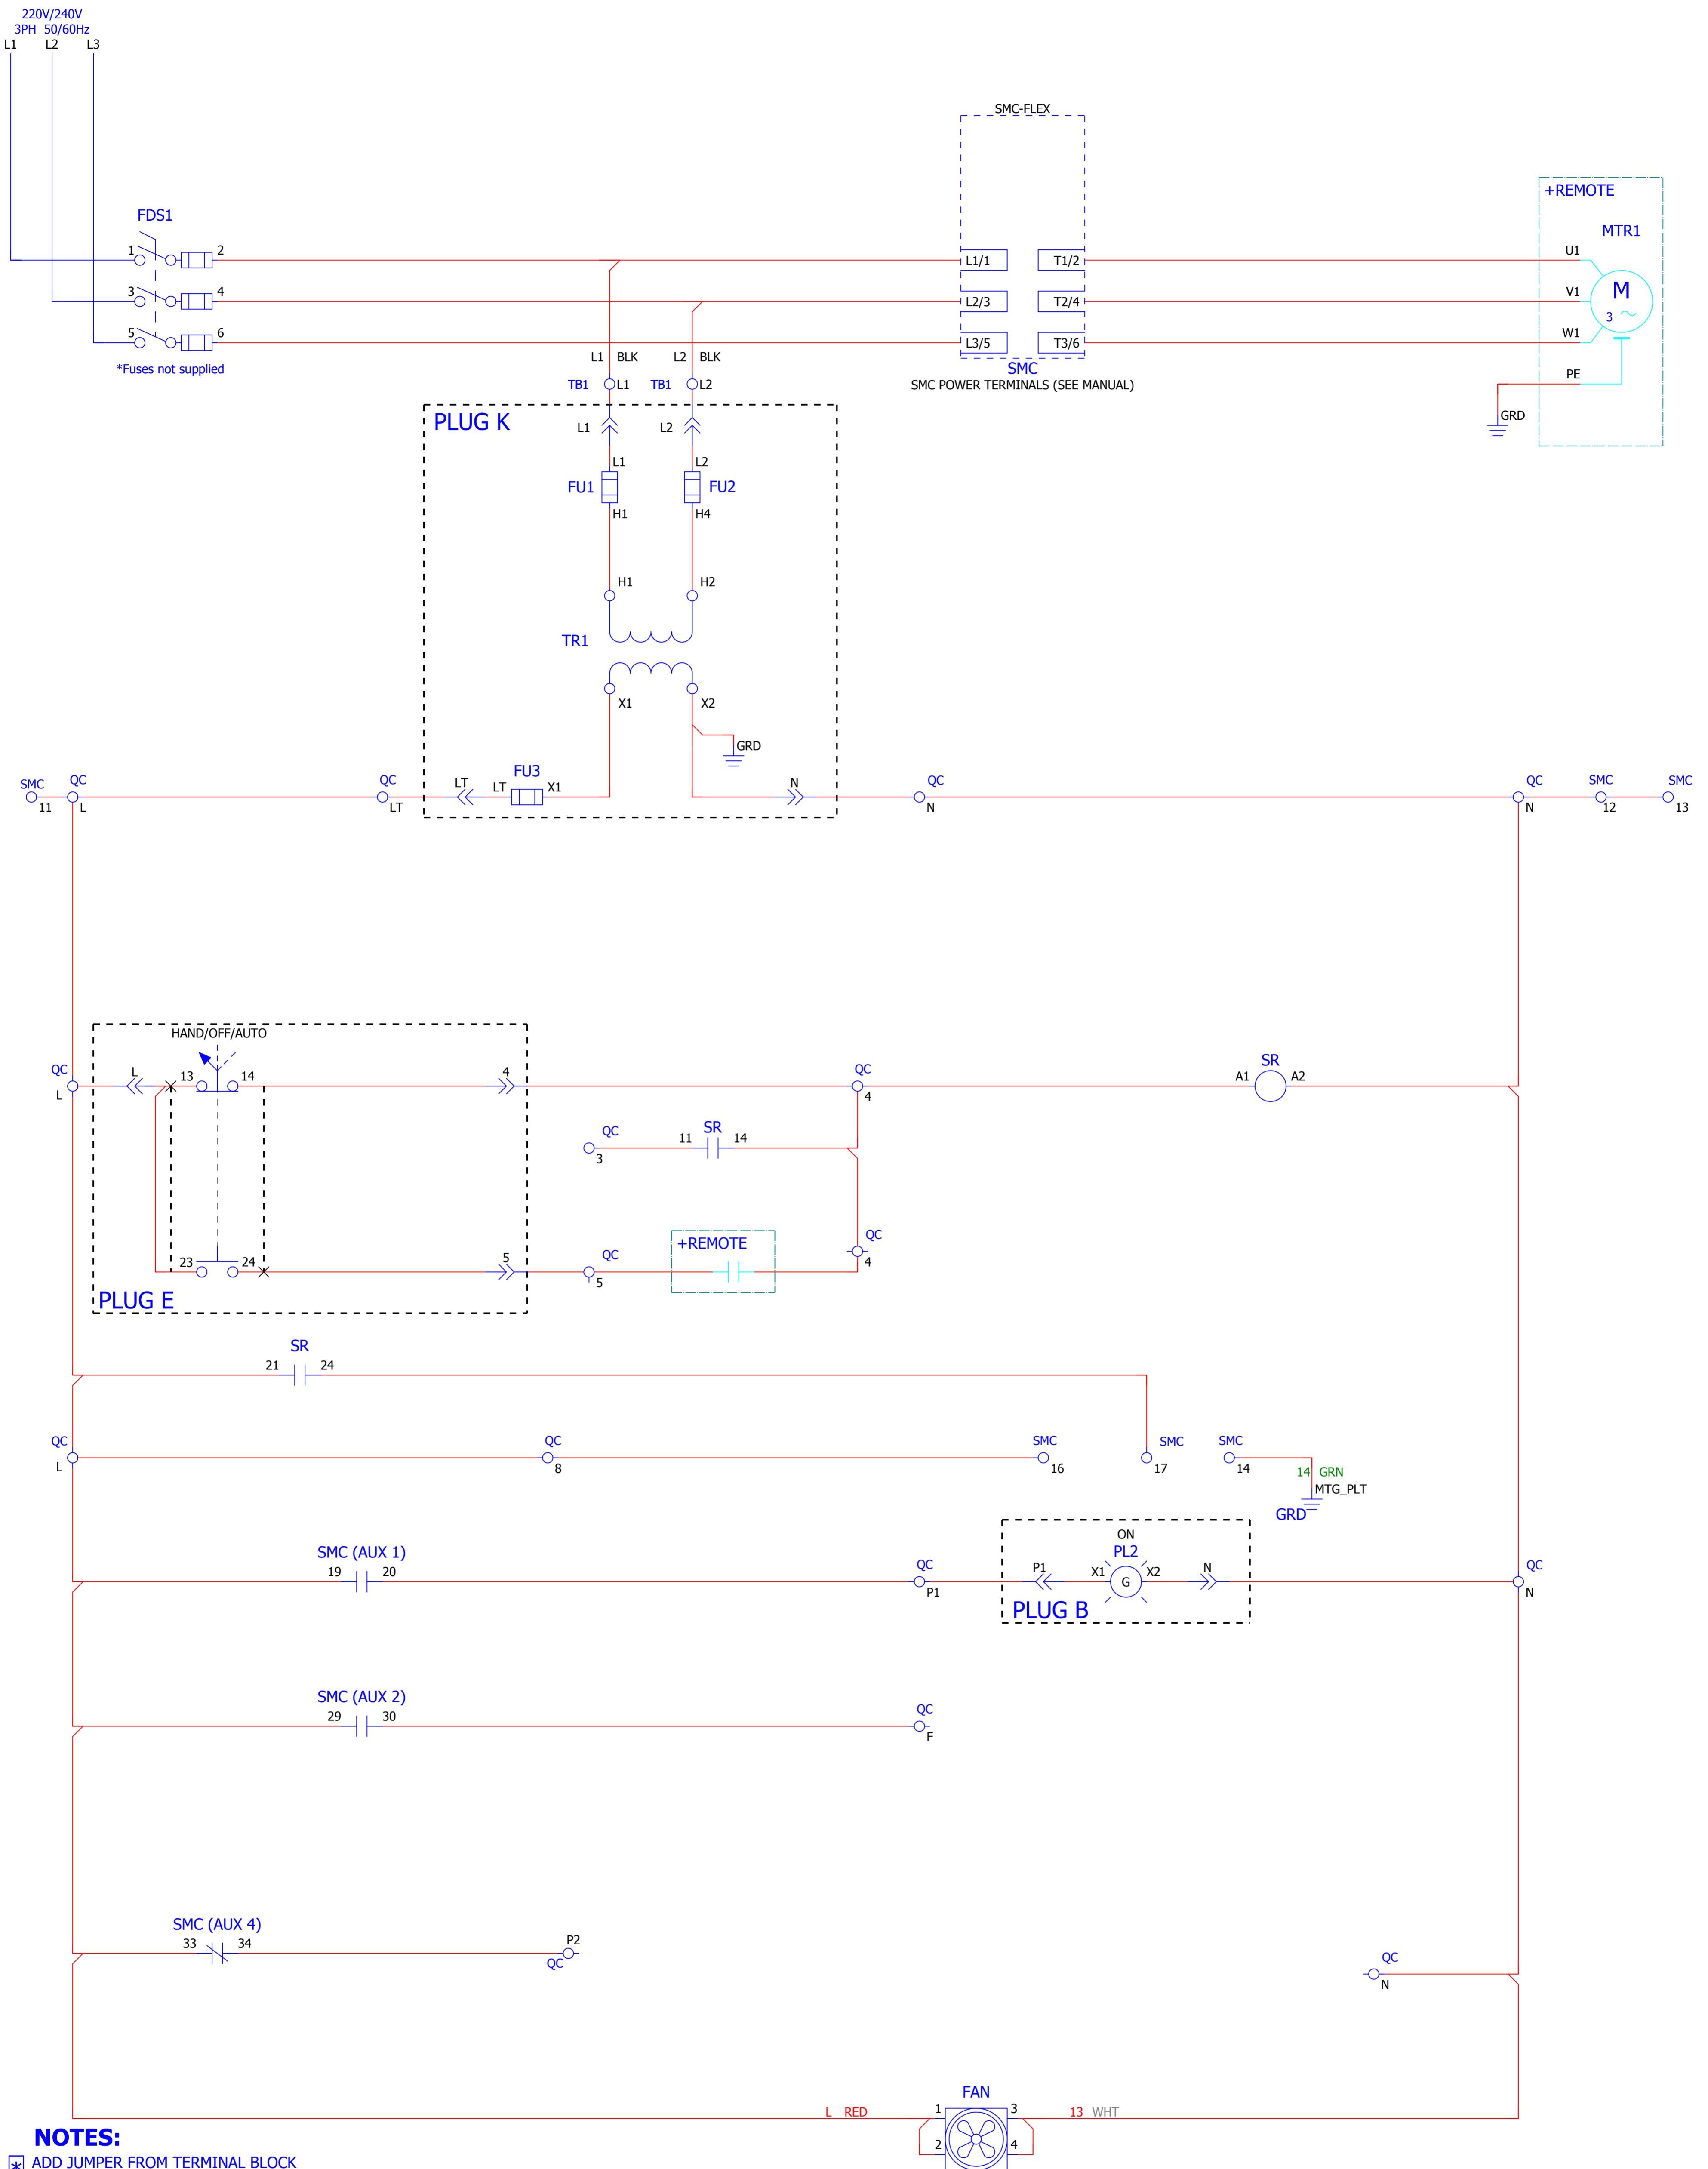 220V/240V
3PH 50/60Hz
L1 L2 L3
SMC-FLEX
+REMOTE
FDS1
MTR1
1 2 L1/1 T1/2 U1
3 4 L2/3 T2/4 V1
M
3
5 6 L3/5 T3/6 W1
*Fuses not supplied
L1 BLK L2 BLK
SMC
SMC POWER TERMINALS (SEE MANUAL)
PE
TB1 L1 TB1 L2
GRD
PLUG K
L1 L2
L1 L2
FU1 FU2
H1 H4
H1 H2
TR1
X1 X2
GRD
SMC QC QC FU3 QC QC SMC SMC
LT LT X1 N
11 L LT N N 12 13
HAND/OFF/AUTO
QC L 13 14 4 QC SR
A1 A2
L 4
QC 11 SR 14
3
+REMOTE
QC
23 24 5 QC
5 4
PLUG E
SR
21 24
QC QC SMC SMC SMC
L 8 16 17 14
14 GRN
MTG_PLT
GRD
ON
PL2
SMC (AUX 1)
19 20 QC P1 X1 G X2 N QC
P1 N
PLUG B
SMC (AUX 2)
29 30 QC
F
SMC (AUX 4)
33 34 P2
QC
QC
N
FAN
L RED 1 3 13 WHT
2 4
NOTES:
* ADD JUMPER FROM TERMINAL BLOCK